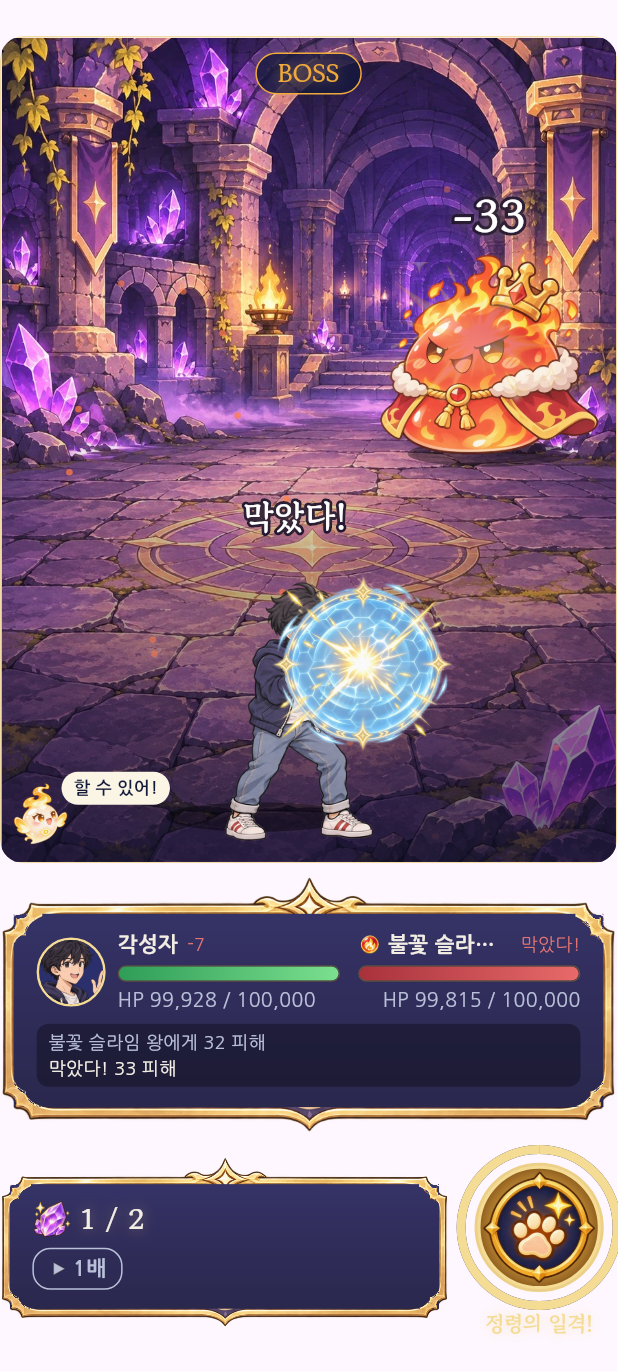 BOSS
-33
막았다!
할 수 있어!
각성자 -7
불꽃 슬라… 막았다!
HP 99,928 / 100,000
HP 99,815 / 100,000
불꽃 슬라임 왕에게 32 피해
막았다! 33 피해
1 / 2
▶ 1배
정령의 일격!